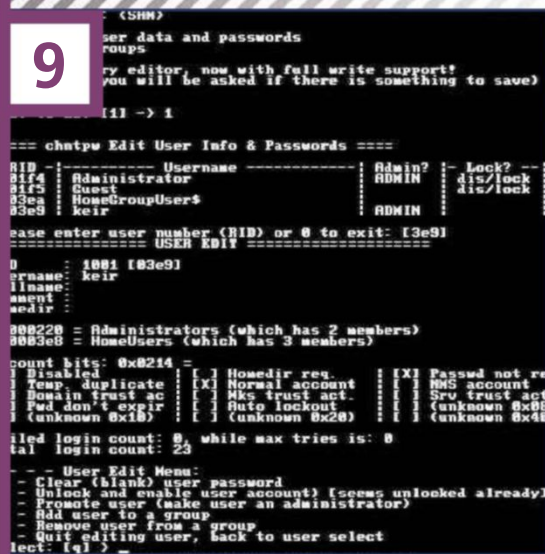 : (SHM)
ser data and passwords
roups
9
ry editor, now with full write support!
you will be asked if there is something to save)
[1] -> 1
=== chntpw Edit User Info & Passwords ====
RID -|---------- Username ------------| Admin? |- Lock? --
01f4 | Administrator | ADMIN | dis/lock
01f5 | Guest | | dis/lock
03ea | HomeGroupUser$ | |
03e9 | keir | ADMIN |
ease enter user number (RID) or 0 to exit: [3e9]
============== USER EDIT ====================
: 1001 [03e9]
ername: keir
llname:
mment :
medir :
000220 = Administrators (which has 2 members)
0003e8 = HomeUsers (which has 3 members)
count bits: 0x0214 =
] Disabled | [ ] Homedir req. | [X] Passwd not re
] Temp. duplicate | [X] Normal account | [ ] NMS account
] Domain trust ac | [ ] Wks trust act. | [ ] Srv trust act
] Pwd don't expir | [ ] Auto lockout | [ ] (unknown 0x08
] (unknown 0x10) | [ ] (unknown 0x20) | [ ] (unknown 0x40
iled login count: 0, while max tries is: 0
tal login count: 23
- - - User Edit Menu:
- Clear (blank) user password
- Unlock and enable user account) [seems unlocked already]
- Promote user (make user an administrator)
- Add user to a group
- Remove user from a group
- Quit editing user, back to user select
lect: [q] > _